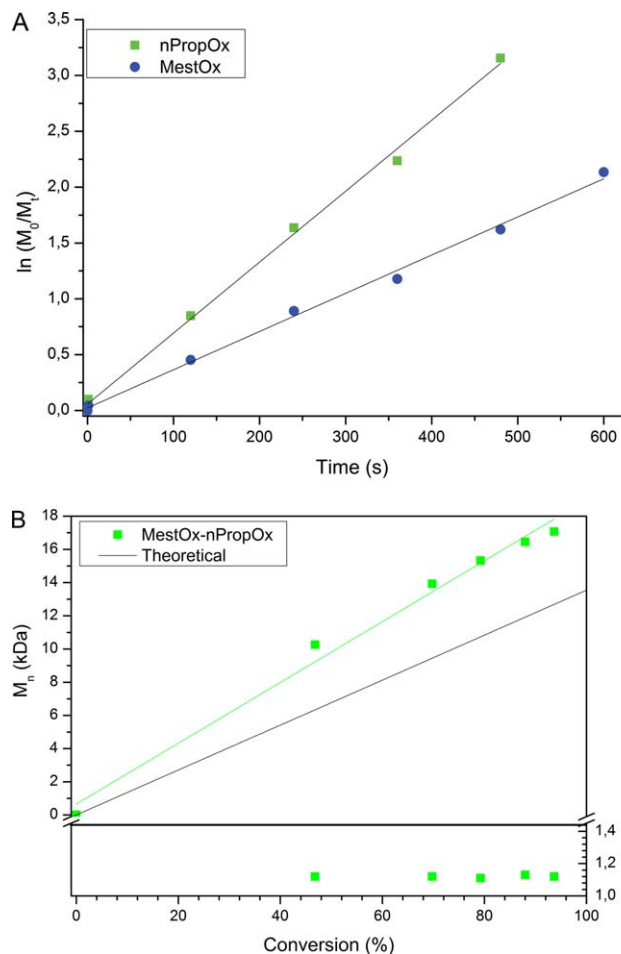 A
nPropOx
MestOx
3,5
3,0
2,5
2,0
1,5
1,0
0,5
0,0
ln (M₀/Mₜ)
0 100 200 300 400 500 600
Time (s)
B
MestOx-nPropOx
Theoretical
18
16
14
12
10
8
6
4
2
0
Mₙ (kDa)
1,4
1,2
1,0
0 20 40 60 80 100
Conversion (%)